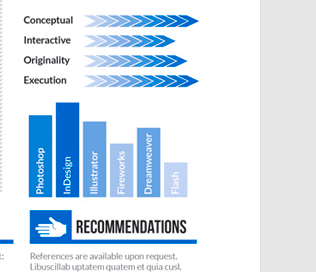 Conceptual
Interactive
Originality
Execution
Photoshop
InDesign
Illustrator
Fireworks
Dreamweaver
Flash
RECOMMENDATIONS
References are available upon request.
Libuscillab uptatem quatem et quia cusl.